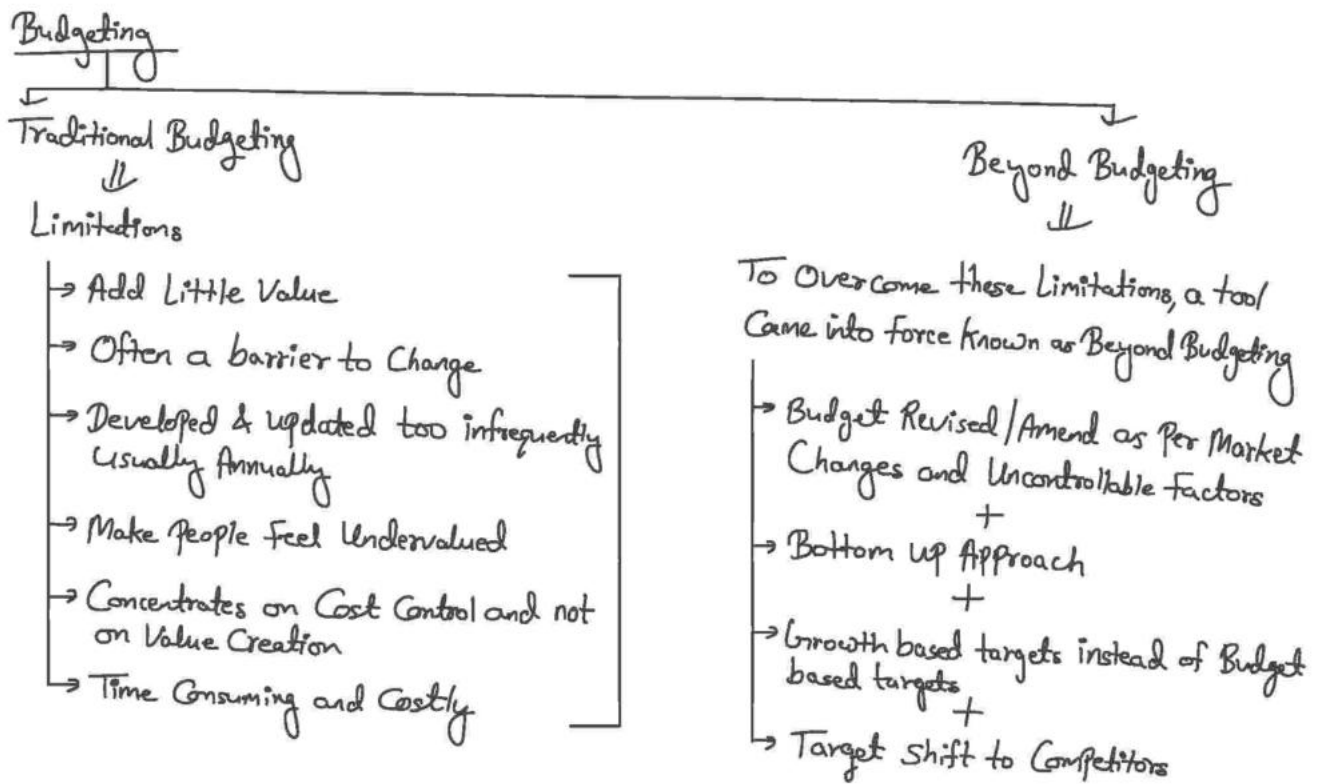 Budgeting
Traditional Budgeting
Limitations
Add Little Value
Often a barrier to Change
Developed & updated too infrequently
Usually Annually
Make People Feel Undervalued
Concentrates on Cost Control and not
on Value Creation
Time Consuming and Costly
Beyond Budgeting
To Overcome these Limitations, a tool
Came into force Known as Beyond Budgeting
Budget Revised/Amend as Per Market
Changes and Uncontrollable factors
+
Bottom up Approach
+
Growth based targets instead of Budget
based targets
+
Target Shift to Competitors